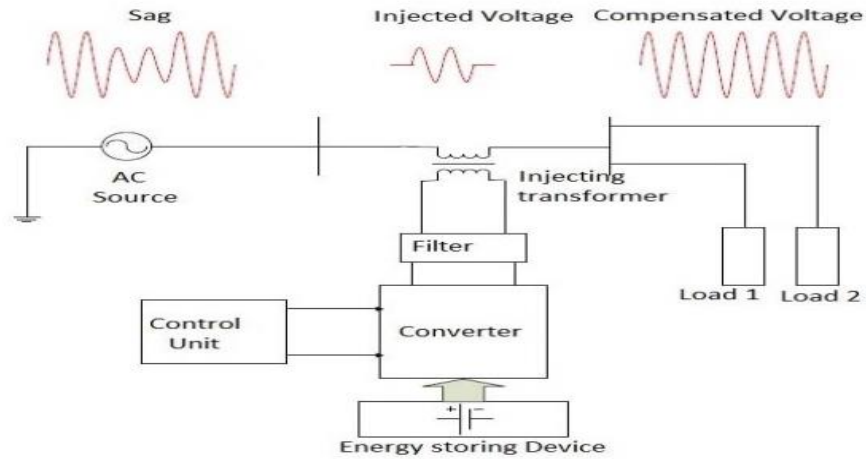 Sag
Injected Voltage
Compensated Voltage
AC
Source
Injecting
transformer
Filter
Load 1
Load 2
Control
Unit
Converter
+ -
Energy storing Device